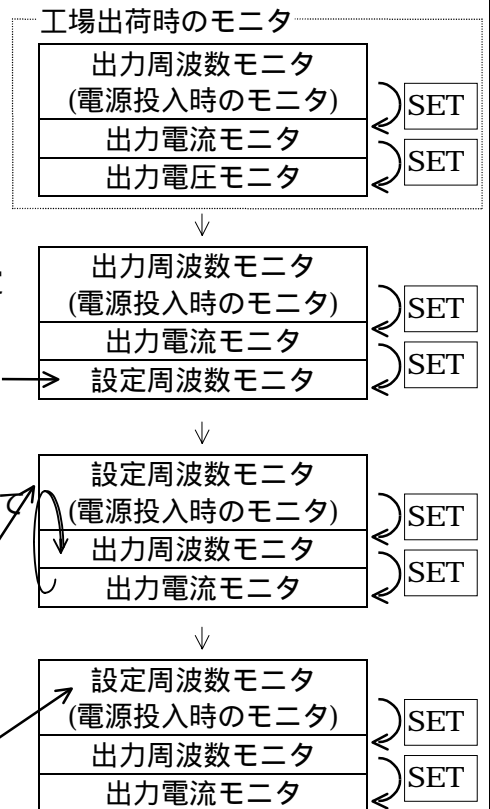 工場出荷時のモニタ
出力周波数モニタ
(電源投入時のモニタ)
SET
出力電流モニタ
SET
出力電圧モニタ
出力周波数モニタ
(電源投入時のモニタ)
SET
出力電流モニタ
SET
設定周波数モニタ
設定周波数モニタ
(電源投入時のモニタ)
SET
出力周波数モニタ
SET
出力電流モニタ
設定周波数モニタ
(電源投入時のモニタ)
SET
出力周波数モニタ
SET
出力電流モニタ